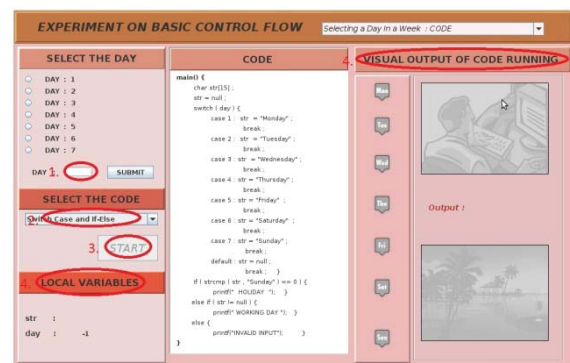 EXPERIMENT ON BASIC CONTROL FLOW
Selecting a Day in a Week : CODE
SELECT THE DAY
DAY : 1
DAY : 2
DAY : 3
DAY : 4
DAY : 5
DAY : 6
DAY : 7
DAY 1.
SUBMIT
SELECT THE CODE
2. Switch Case and If-Else
3. START
4. LOCAL VARIABLES
str :
day : -1
CODE
main() {
char str[15] ;
str = null ;
switch ( day ) {
case 1 : str = "Monday" ;
break ;
case 2 : str = "Tuesday" ;
break ;
case 3 : str = "Wednesday" ;
break ;
case 4 : str = "Thursday" ;
break ;
case 5 : str = "Friday" ;
break ;
case 6 : str = "Saturday" ;
break ;
case 7 : str = "Sunday" ;
break ;
default : str = null ;
break ; }
if ( strcmp ( str , "Sunday" ) == 0 ) {
printf(" HOLIDAY "); }
else if ( str != null ) {
printf(" WORKING DAY "); }
else {
printf("INVALID INPUT"); }
}
4. VISUAL OUTPUT OF CODE RUNNING
Mon
Tue
Wed
Thu
Fri
Sat
Sun
Output :